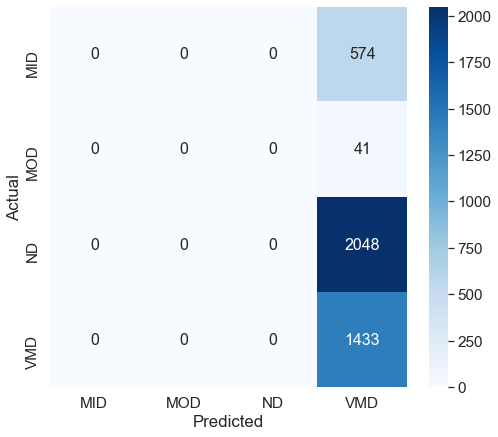 MID 0 0 0 574
MOD 0 0 0 41
ND 0 0 0 2048
VMD 0 0 0 1433
Actual
MID MOD ND VMD
Predicted
2000
1750
1500
1250
1000
750
500
250
0